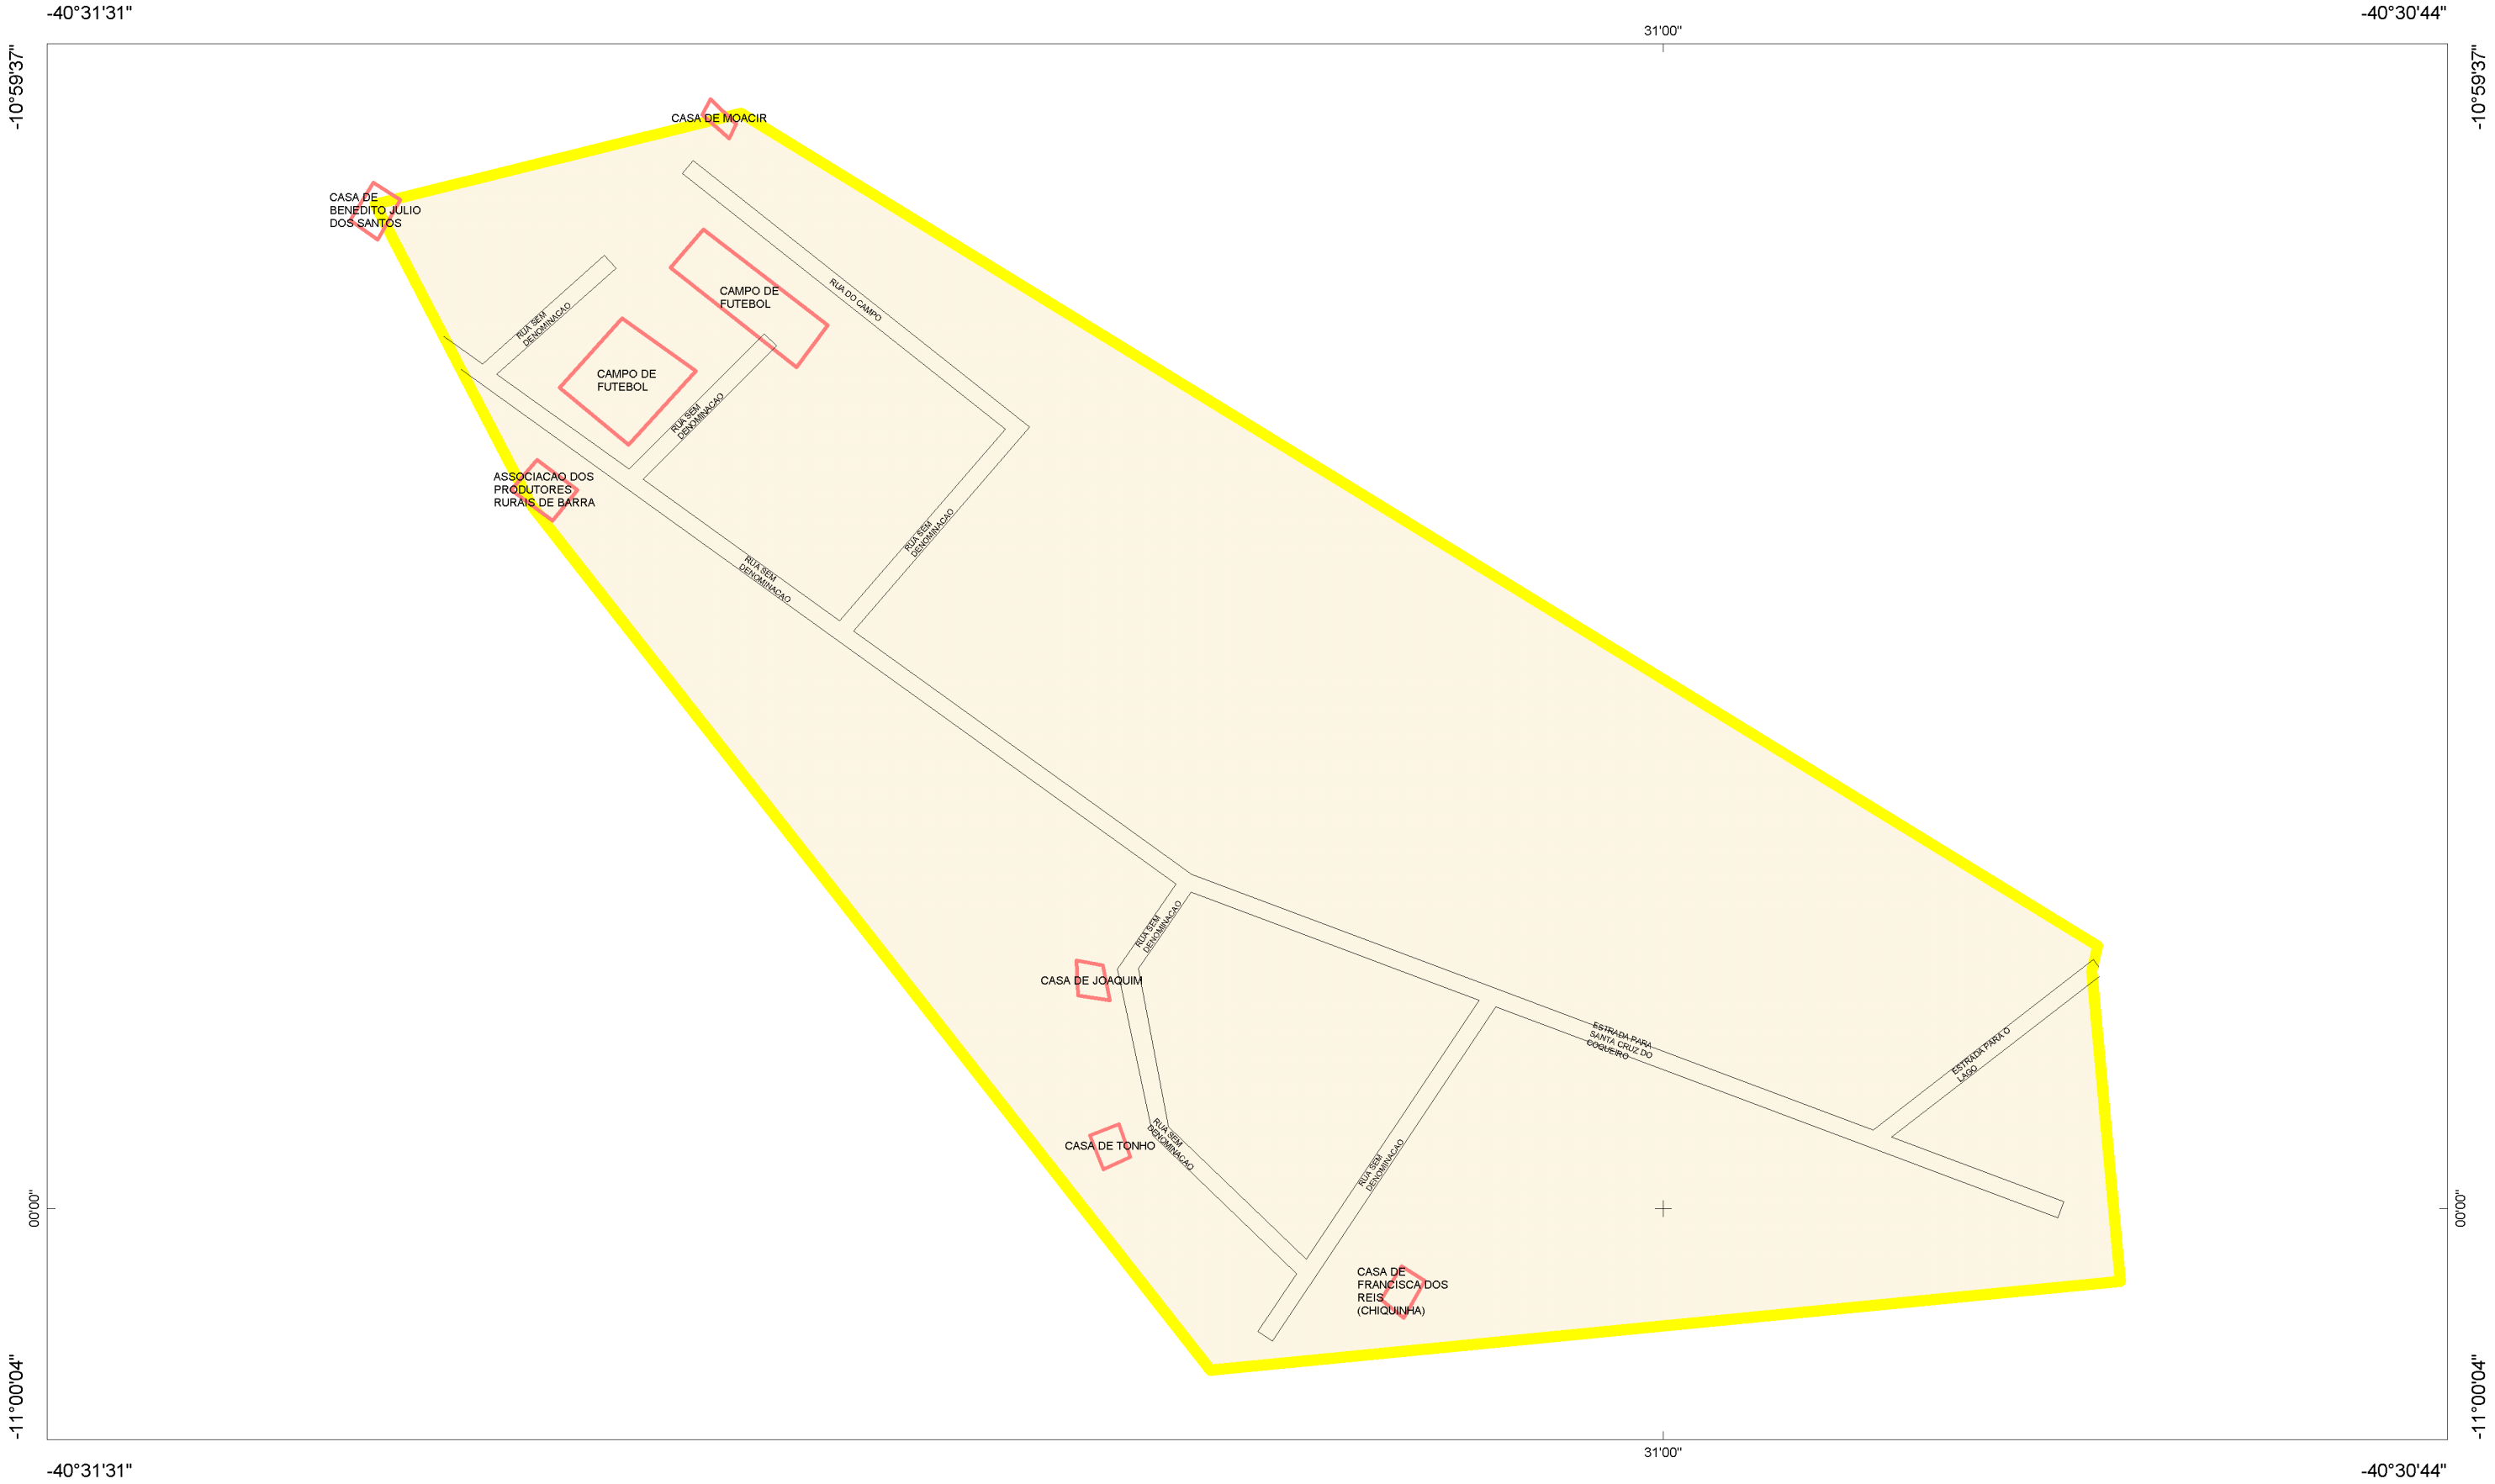 -40°31'31"
-40°30'44"
31'00"
-10°59'37"
-10°59'37"
CASA DE MOACIR
CASA DE
BENEDITO JULIO
DOS SANTOS
CAMPO DE
FUTEBOL
RUA DO CAMPO
RUA SEM
DENOMINACAO
CAMPO DE
FUTEBOL
RUA SEM
DENOMINACAO
ASSOCIACAO DOS
PRODUTORES
RURAIS DE BARRA
RUA SEM
DENOMINACAO
RUA SEM
DENOMINACAO
RUA SEM
DENOMINACAO
CASA DE JOAQUIM
ESTRADA PARA
SANTA CRUZ DO
COQUEIRO
ESTRADA PARA O
LAGO
CASA DE TONHO
RUA SEM
DENOMINACAO
RUA SEM
DENOMINACAO
00'00"
00'00"
CASA DE
FRANCISCA DOS
REIS
(CHIQUINHA)
-11°00'04"
-11°00'04"
31'00"
-40°31'31"
-40°30'44"